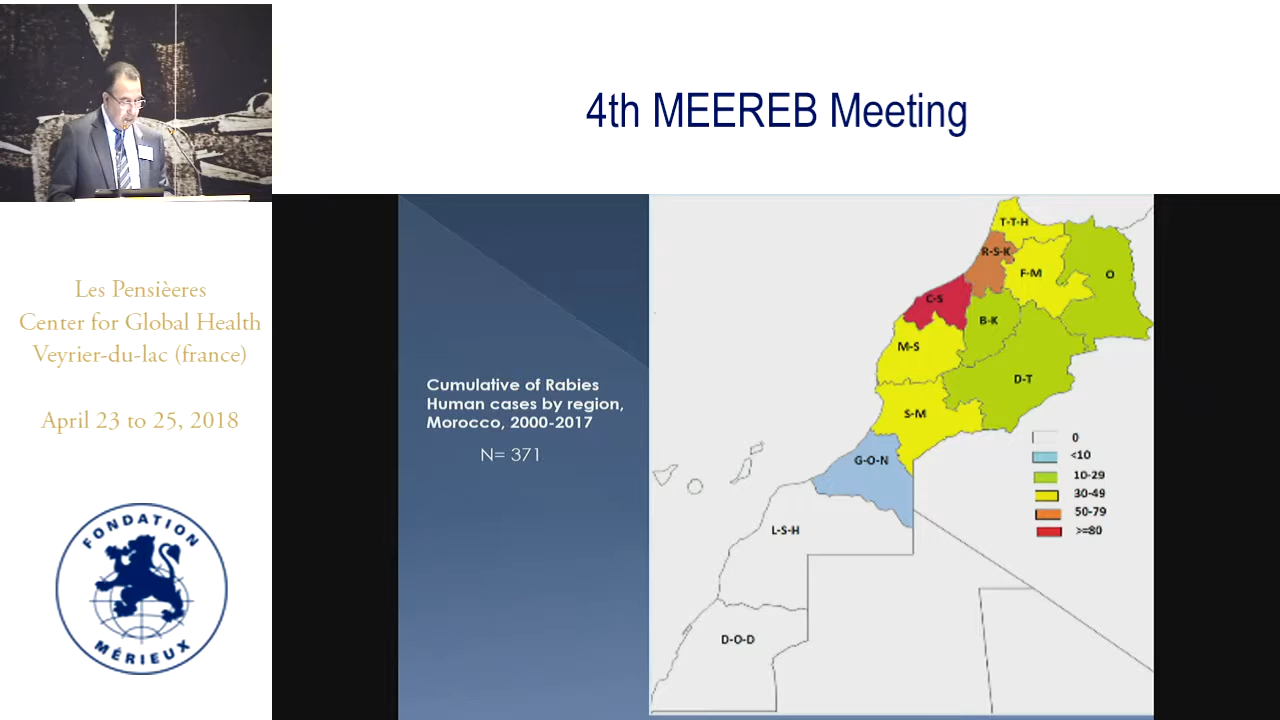 4th MEEREB Meeting
Les Pensièeres
Center for Global Health
Veyrier-du-lac (france)
April 23 to 25, 2018
FONDATION
MÉRIEUX
Cumulative of Rabies
Human cases by region,
Morocco, 2000-2017
N= 371
T-T-H
R-S-K
F-M
O
C-S
B-K
M-S
D-T
S-M
G-O-N
L-S-H
D-O-D
0
<10
10-29
30-49
50-79
>=80